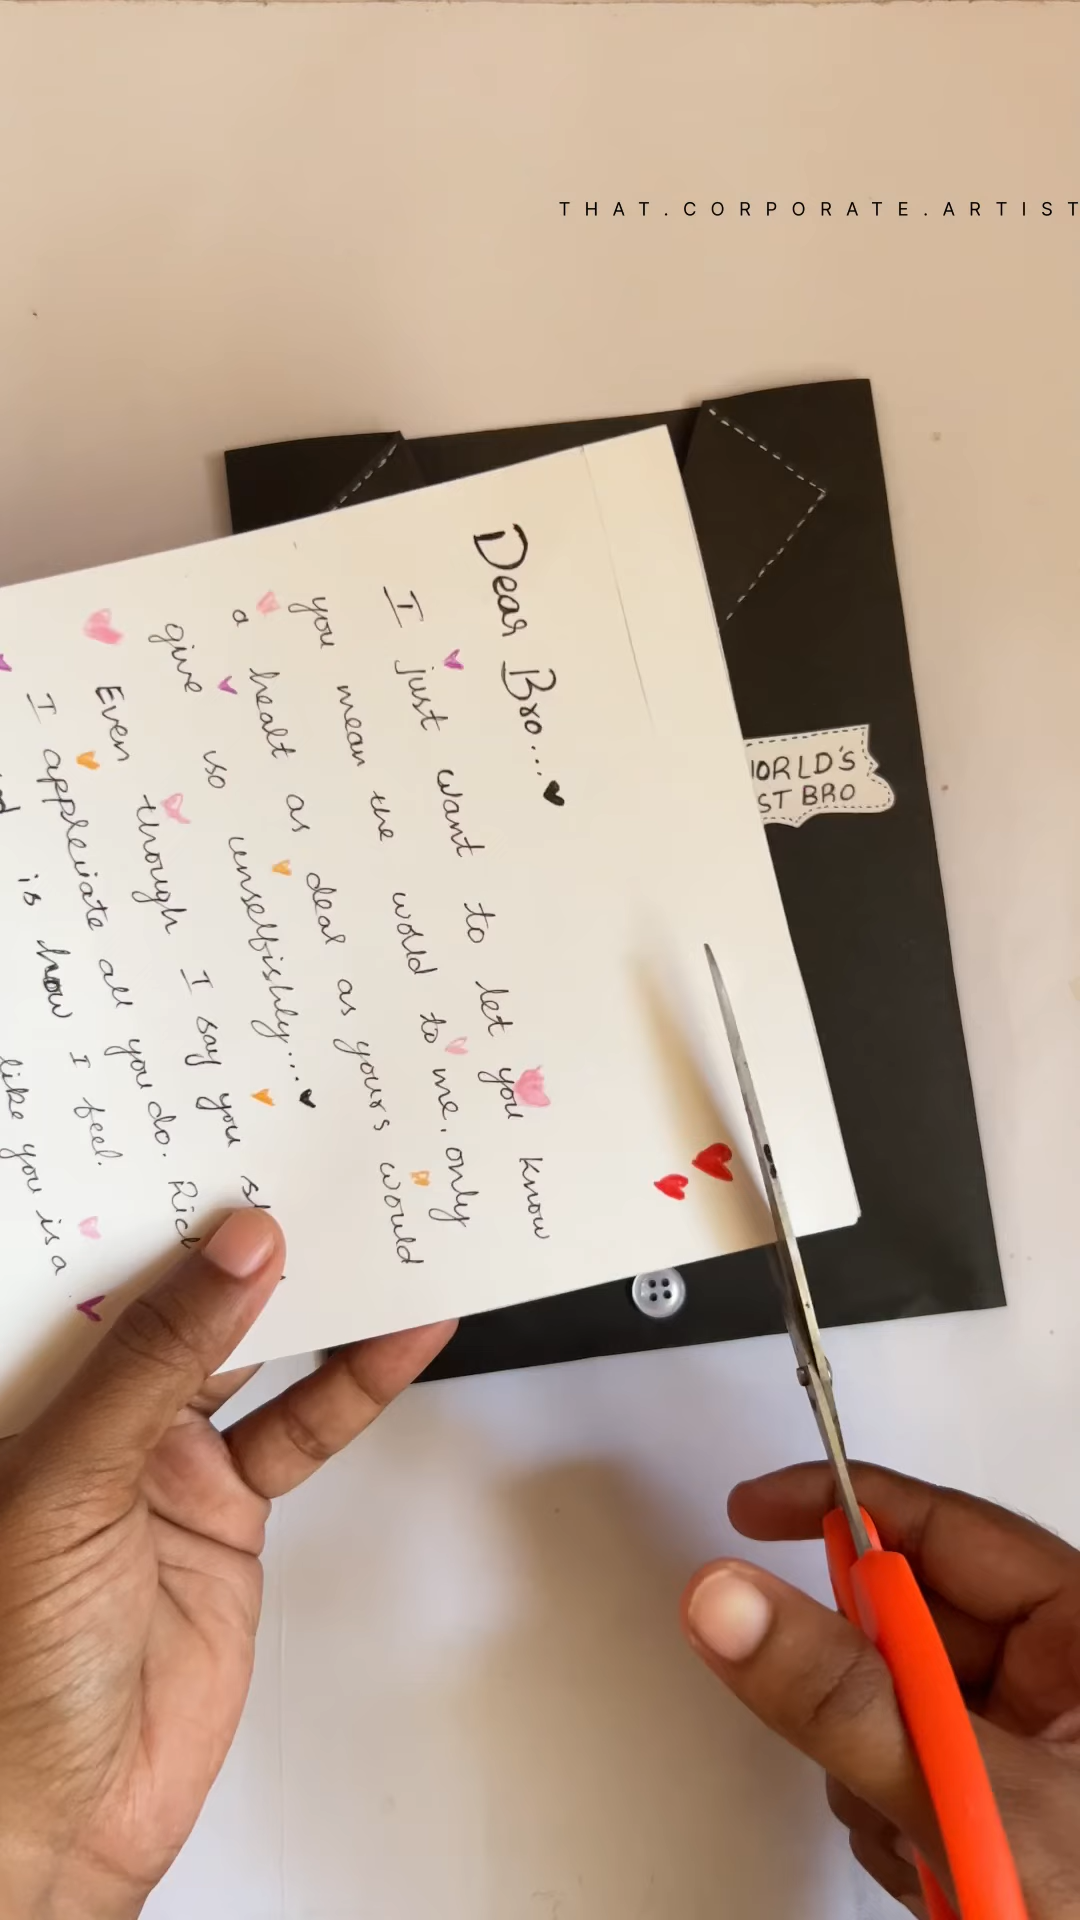 THAT.CORPORATE.ARTIST
Dear Bro...
I just want to let you know
you mean the world to me. only
a heart as dear as yours would
give so unselfishly...
Even though I say you
I appreciate all you do.
is how I feel.
like you is a
ORLD'S
ST BRO